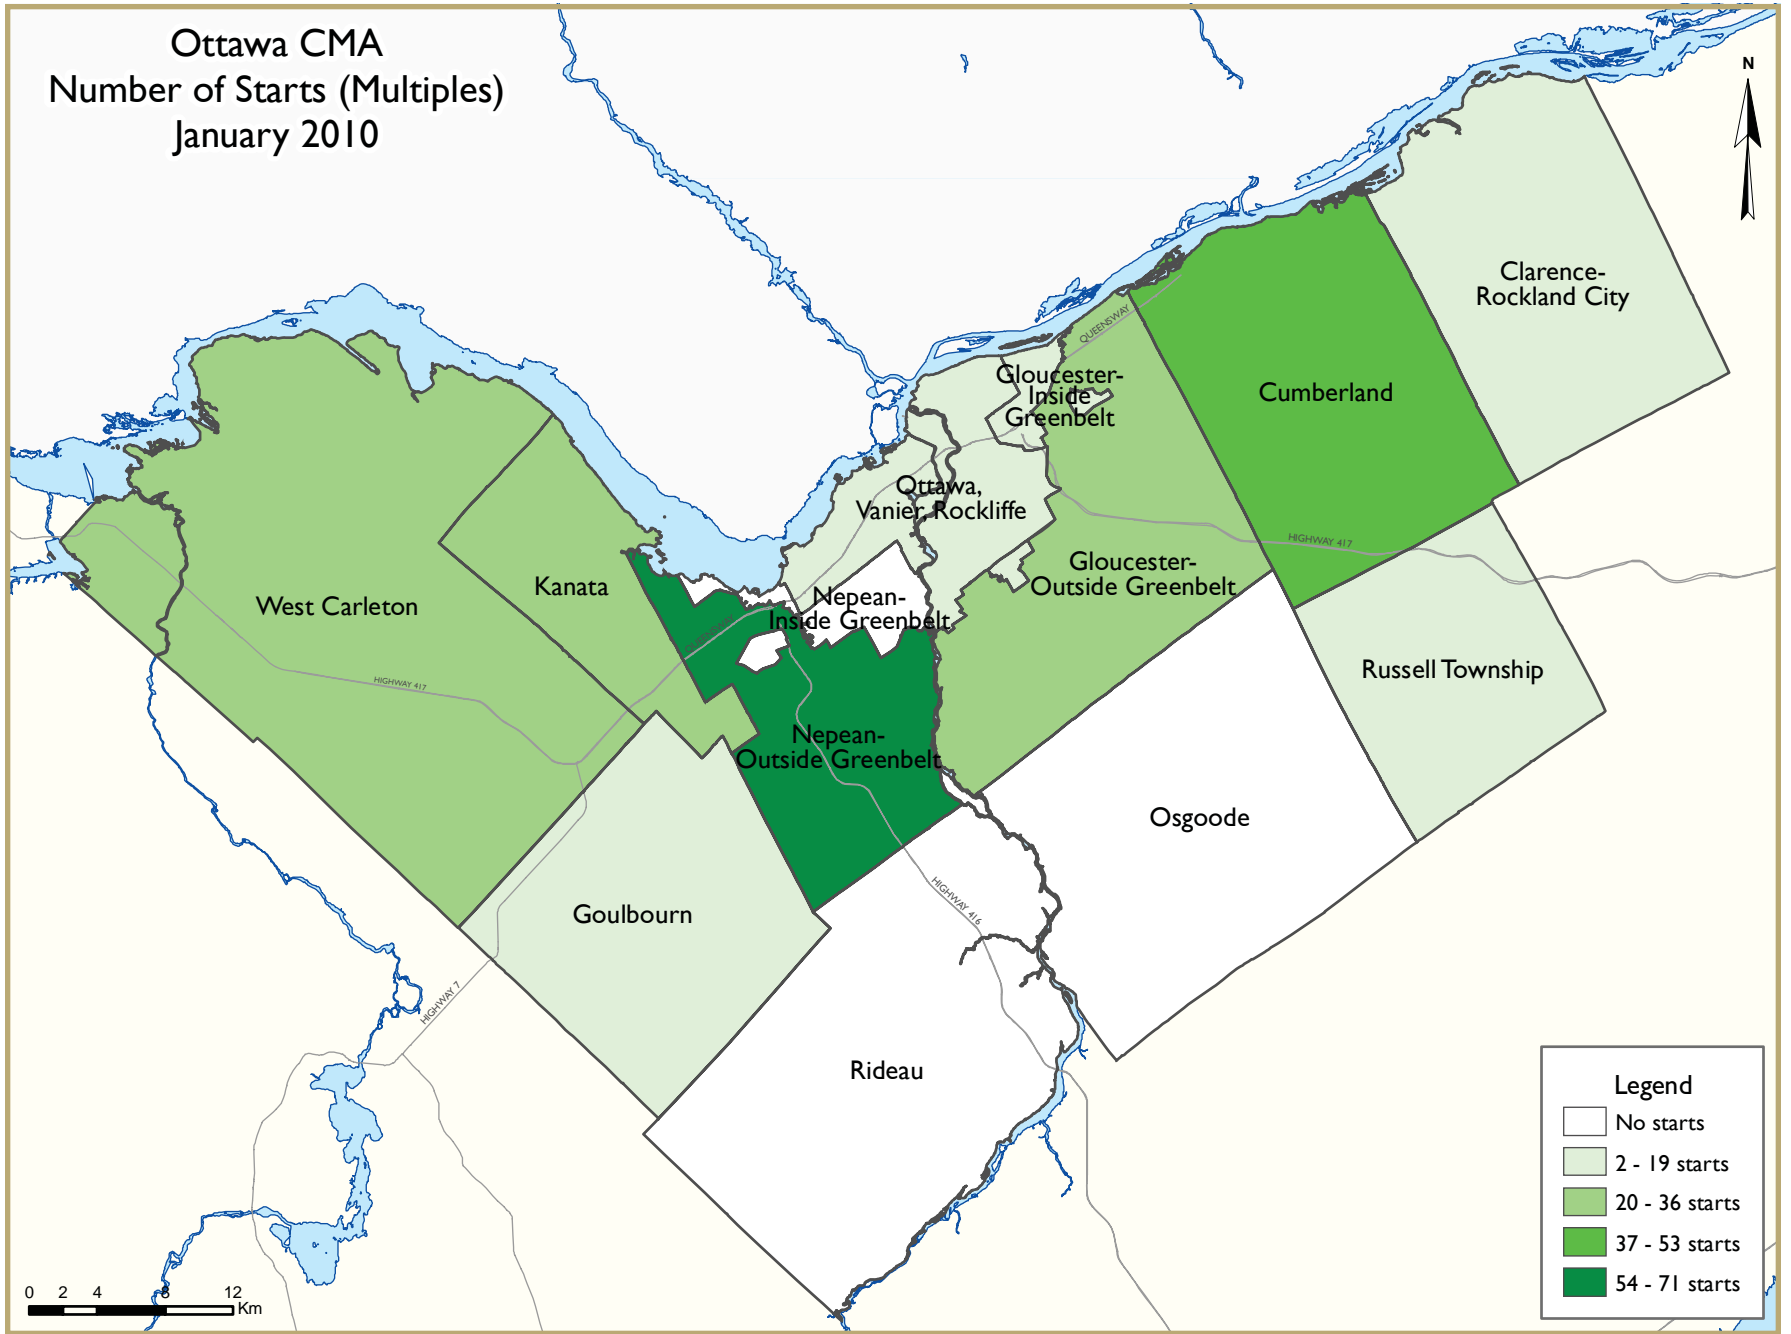 Ottawa CMA
Number of Starts (Multiples)
January 2010
N
QUEENSWAY
Clarence-
Rockland City
Gloucester-
Inside
Greenbelt
Cumberland
Ottawa,
Vanier, Rockliffe
HIGHWAY 417
Gloucester-
Outside Greenbelt
Kanata
West Carleton
Nepean-
Inside Greenbelt
QUEENSWAY
Russell Township
HIGHWAY 417
Nepean-
Outside Greenbelt
Osgoode
HIGHWAY 416
Goulbourn
HIGHWAY 7
Rideau
Legend
No starts
2 - 19 starts
20 - 36 starts
37 - 53 starts
54 - 71 starts
0 2 4 8 12
Km